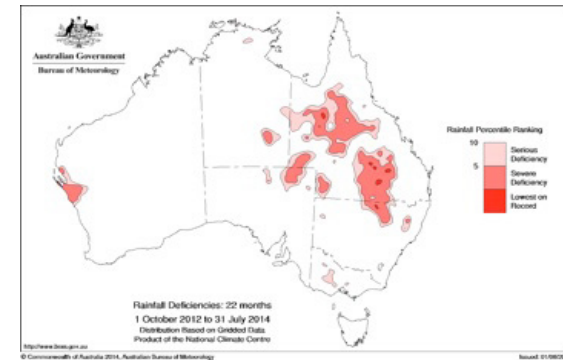 Australian Government
Bureau of Meteorology
Rainfall Percentile Ranking
10
Serious
Deficiency
5
Severe
Deficiency
Lowest on
Record
Rainfall Deficiencies: 22 months
1 October 2012 to 31 July 2014
Distribution Based on Gridded Data
Product of the National Climate Centre
http://www.bom.gov.au
© Commonwealth of Australia 2014, Australian Bureau of Meteorology